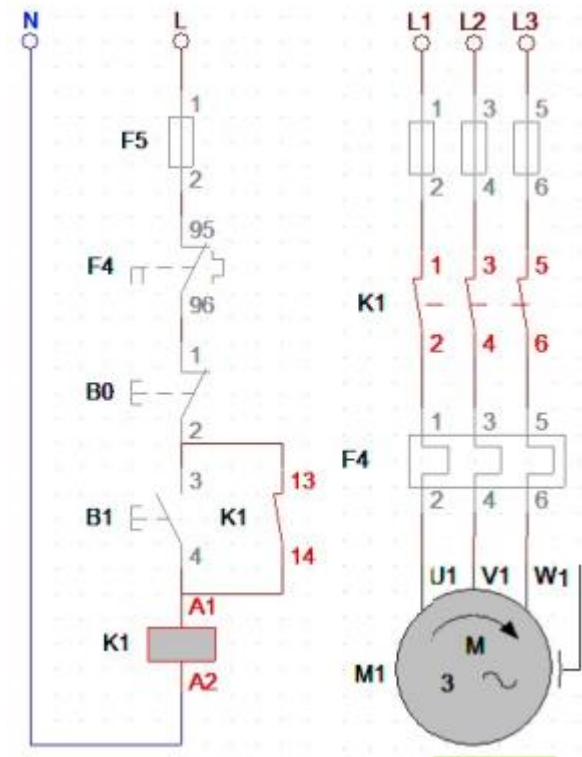 N L L1 L2 L3
1 1 3 5
F5
2 2 4 6
95
F4 1 3 5
96 K1
1 2 4 6
B0
2 1 3 5
F4
3 13 2 4 6
B1 K1
4 14 U1 V1 W1
A1
K1 M
A2 M1 3